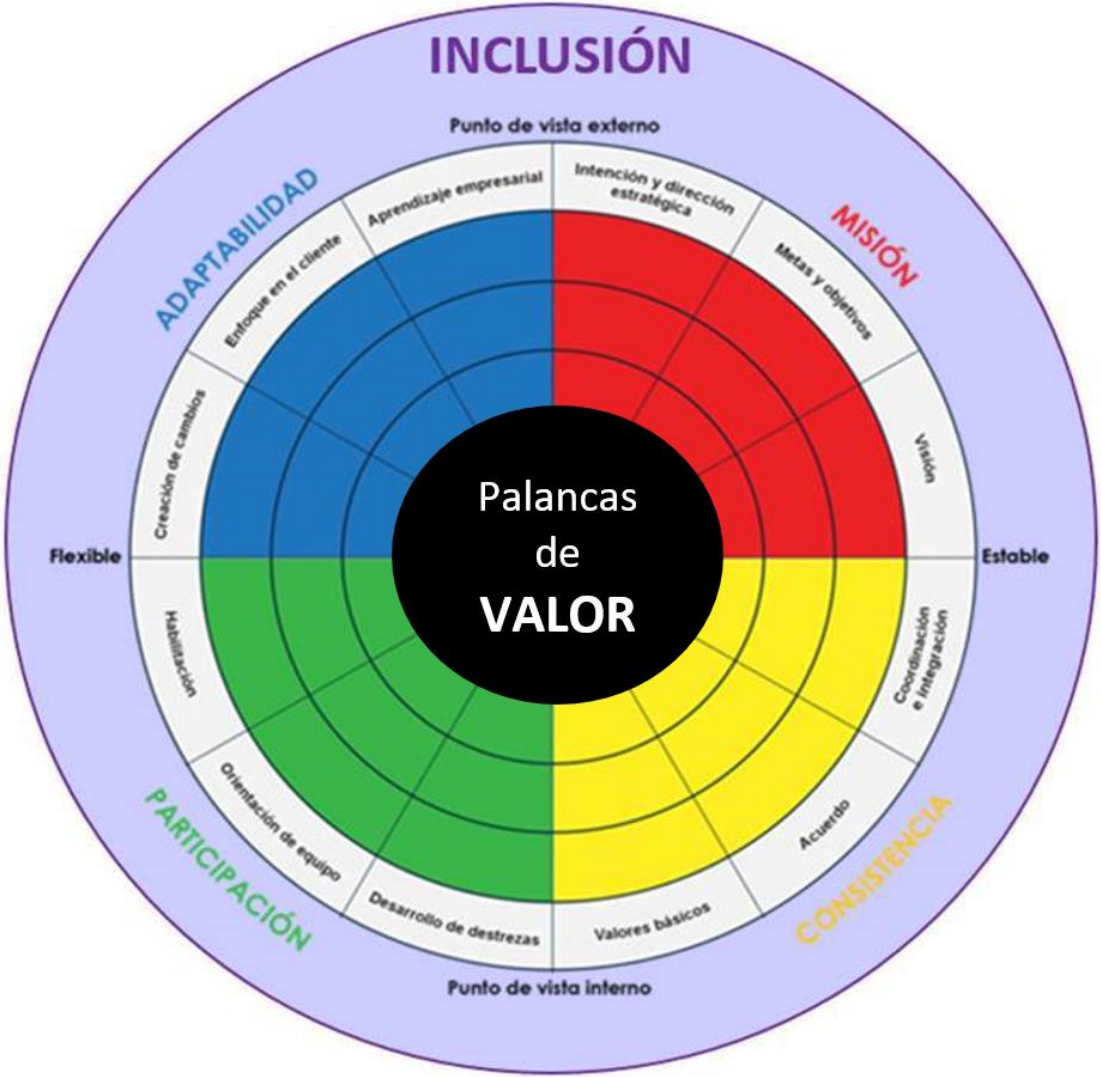 INCLUSIÓN
Punto de vista externo
ADAPTABILIDAD
MISIÓN
Aprendizaje empresarial
Intención y dirección
estratégica
Enfoque en el cliente
Metas y objetivos
Creación de cambios
Visión
Palancas
de
VALOR
Flexible
Estable
Habilitación
Coordinación
e integración
Orientación de equipo
Acuerdo
Desarrollo de destrezas
Valores básicos
PARTICIPACIÓN
CONSISTENCIA
Punto de vista interno